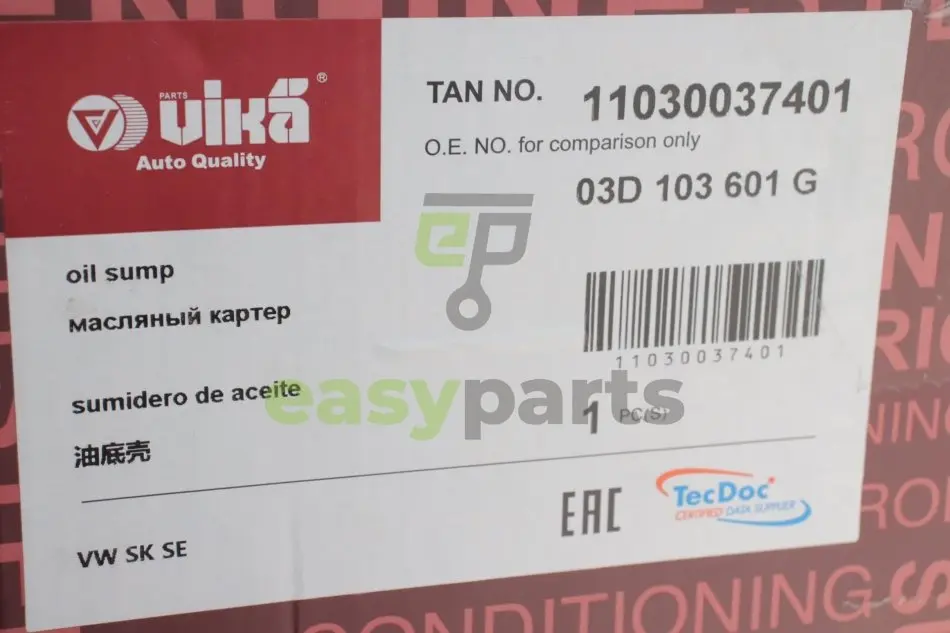 PARTS
vika®
Auto Quality
TAN NO. 11030037401
O.E. NO. for comparison only
03D 103 601 G
oil sump
масляный картер
sumidero de aceite
油底壳
11030037401
1 PC(S)
VW SK SE
EAC
TecDoc
CERTIFIED DATA SUPPLIER
ep
easyparts
CONDITIONING